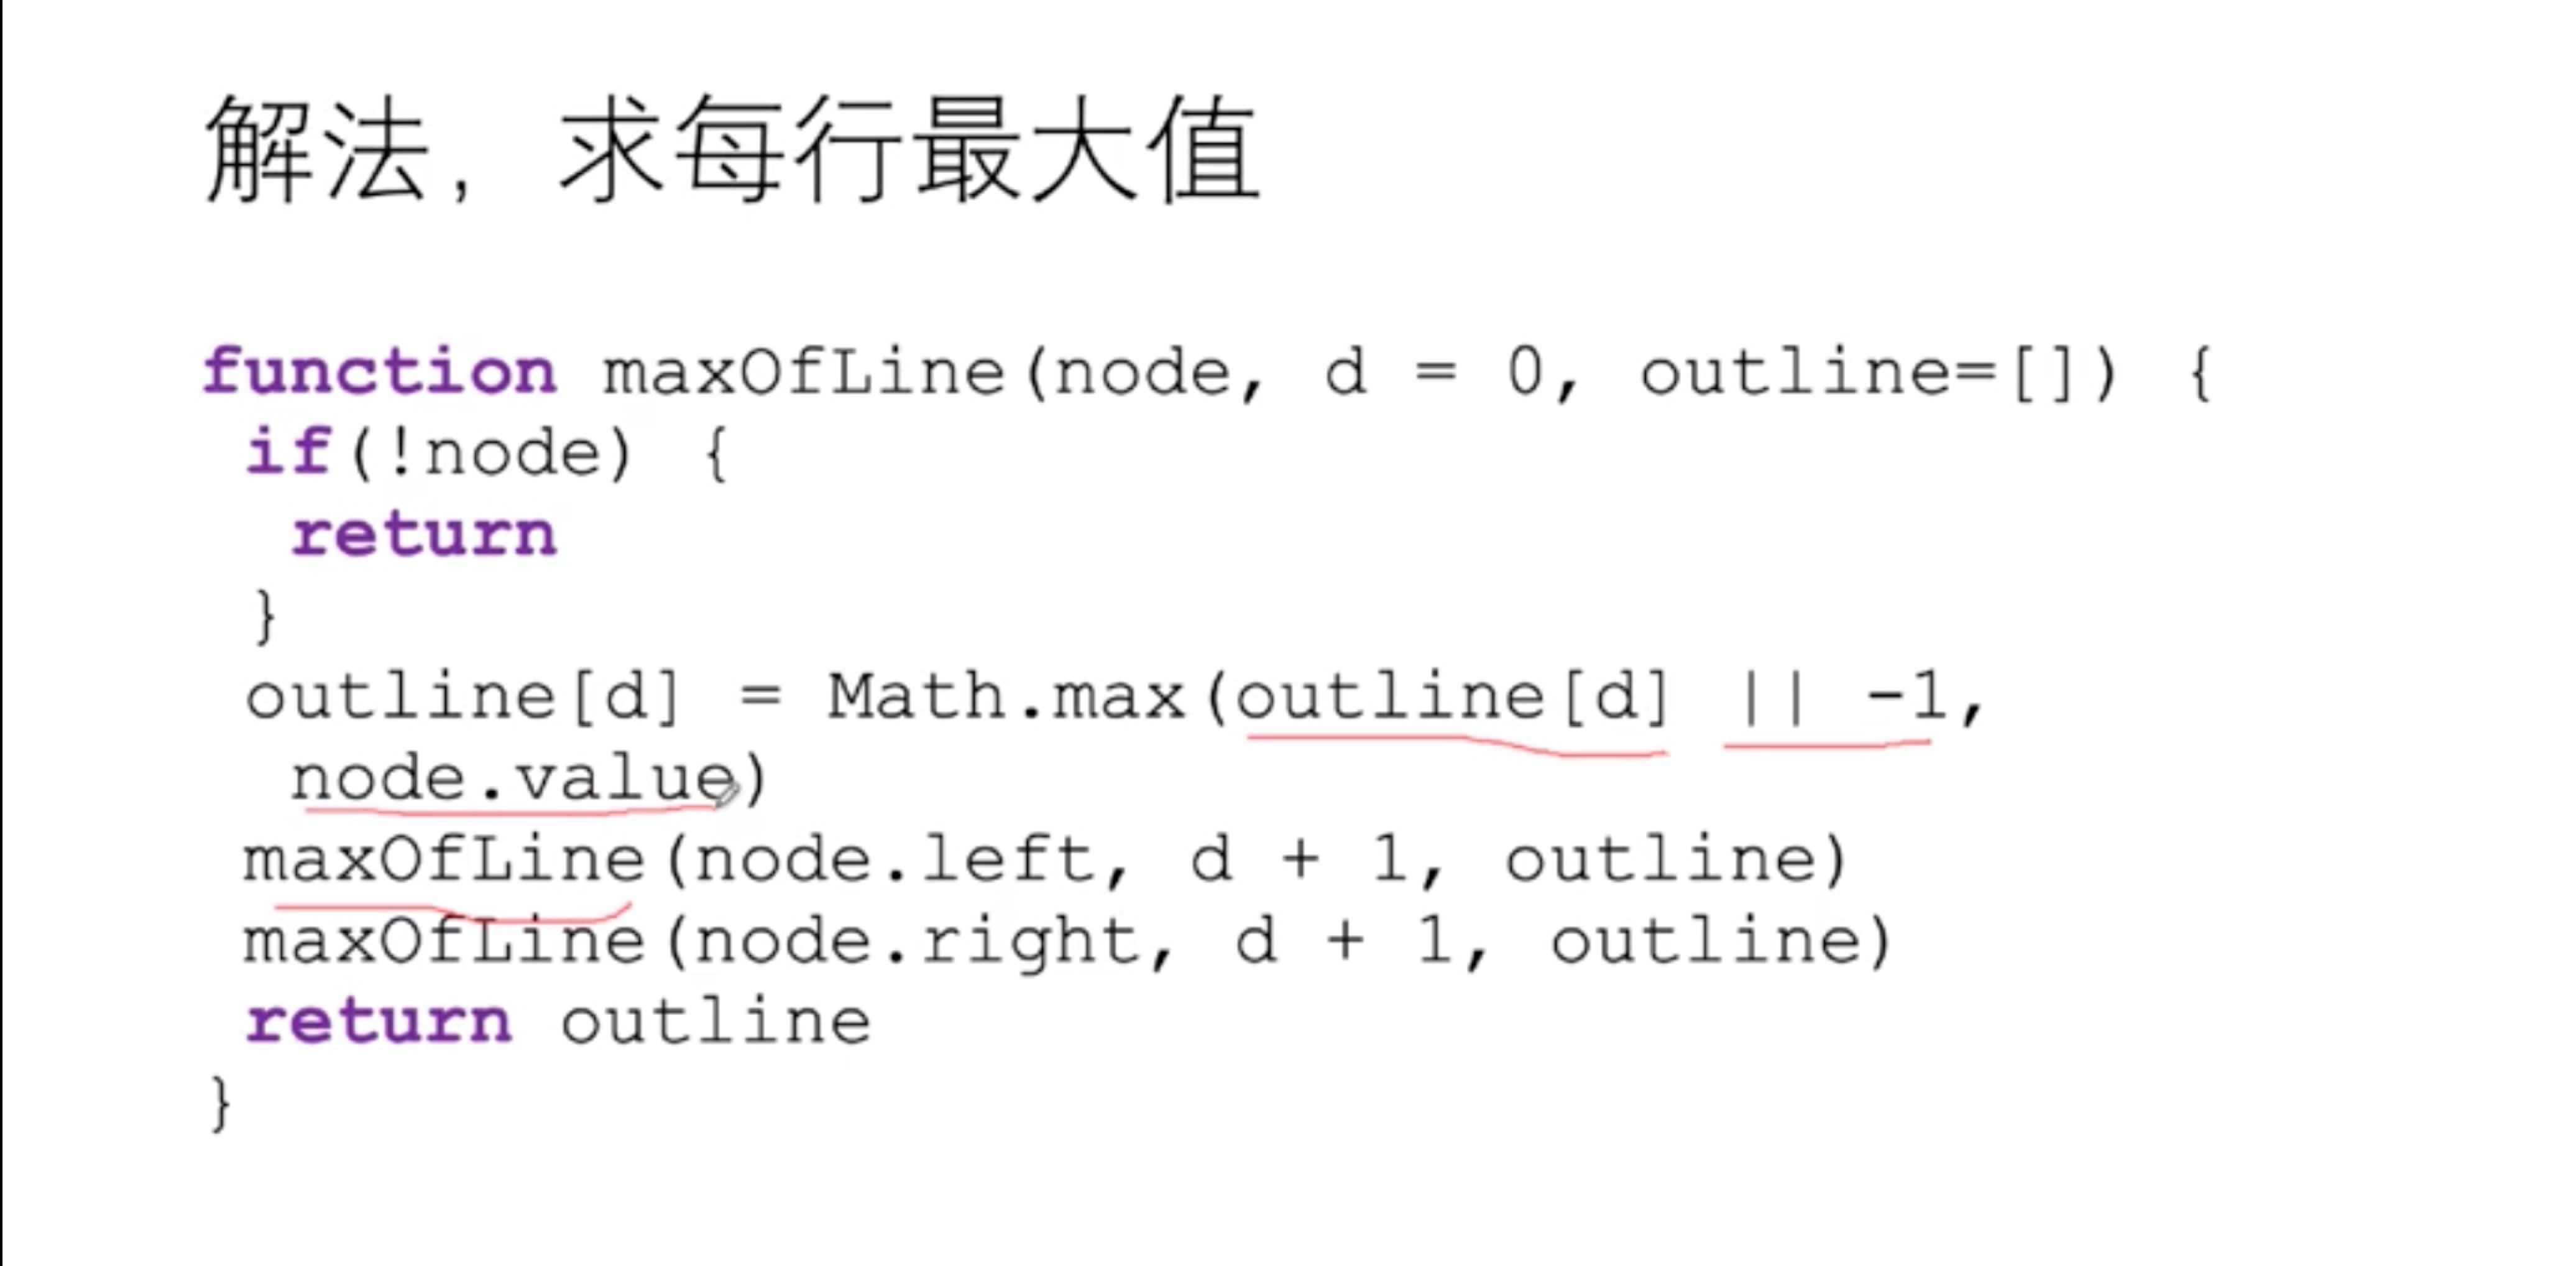 解法，求每行最大值
function maxOfLine(node, d = 0, outline=[]) {
if(!node) {
return
}
outline[d] = Math.max(outline[d] || -1,
node.value)
maxOfLine(node.left, d + 1, outline)
maxOfLine(node.right, d + 1, outline)
return outline
}